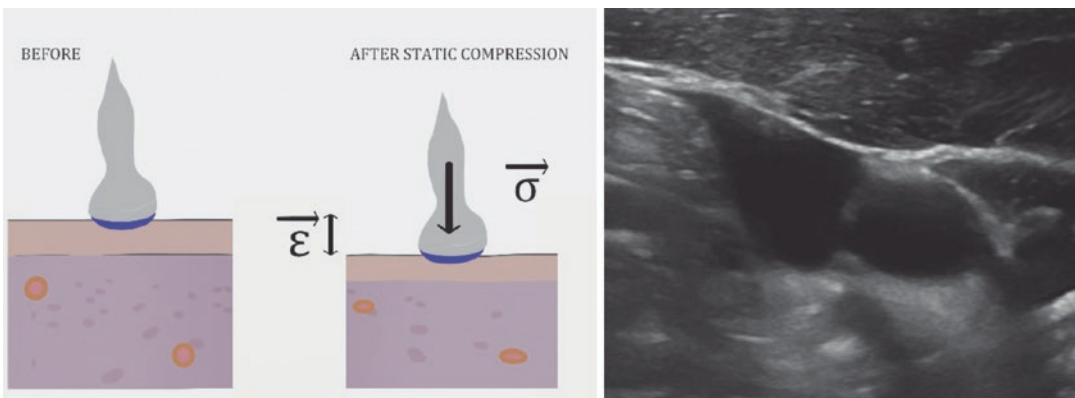 BEFORE
AFTER STATIC COMPRESSION
σ
ε